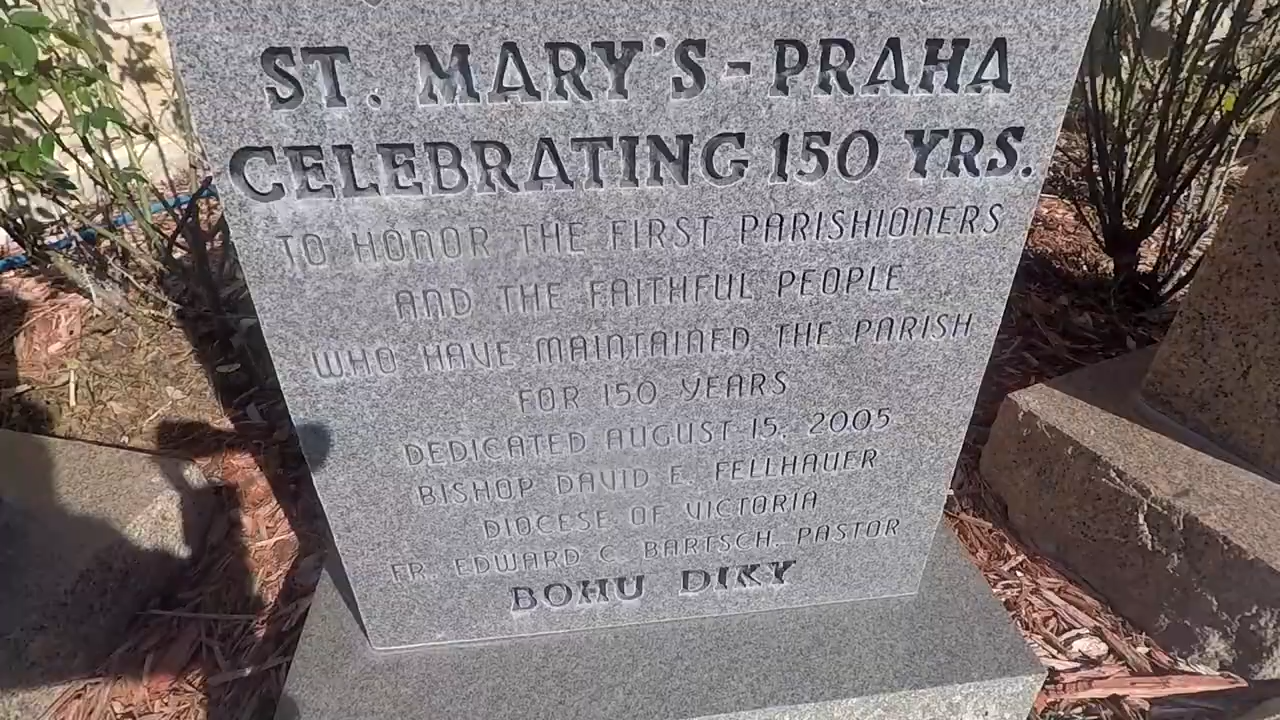 ST. MARY'S-PRAHA
CELEBRATING 150 YRS.
TO HONOR THE FIRST PARISHIONERS
AND THE FAITHFUL PEOPLE
WHO HAVE MAINTAINED THE PARISH
FOR 150 YEARS
DEDICATED AUGUST 15, 2005
BISHOP DAVID E. FELLHAUER
DIOCESE OF VICTORIA
FR. EDWARD C. BARTSCH, PASTOR
BOHU DIKY